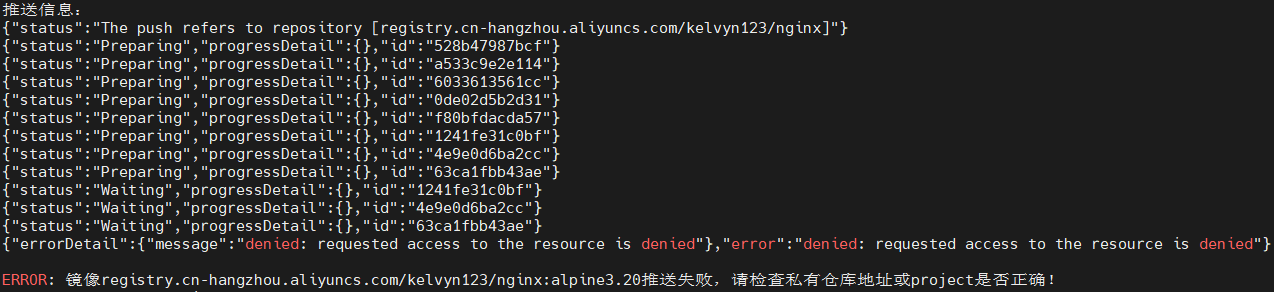 推送信息：
{"status":"The push refers to repository [registry.cn-hangzhou.aliyuncs.com/kelvyn123/nginx]"}
{"status":"Preparing","progressDetail":{},"id":"528b47987bcf"}
{"status":"Preparing","progressDetail":{},"id":"a533c9e2e114"}
{"status":"Preparing","progressDetail":{},"id":"6033613561cc"}
{"status":"Preparing","progressDetail":{},"id":"0de02d5b2d31"}
{"status":"Preparing","progressDetail":{},"id":"f80bfdacda57"}
{"status":"Preparing","progressDetail":{},"id":"1241fe31c0bf"}
{"status":"Preparing","progressDetail":{},"id":"4e9e0d6ba2cc"}
{"status":"Preparing","progressDetail":{},"id":"63ca1fbb43ae"}
{"status":"Waiting","progressDetail":{},"id":"1241fe31c0bf"}
{"status":"Waiting","progressDetail":{},"id":"4e9e0d6ba2cc"}
{"status":"Waiting","progressDetail":{},"id":"63ca1fbb43ae"}
{"errorDetail":{"message":"denied: requested access to the resource is denied"},"error":"denied: requested access to the resource is denied"}
ERROR: 镜像registry.cn-hangzhou.aliyuncs.com/kelvyn123/nginx:alpine3.20推送失败，请检查私有仓库地址或project是否正确！